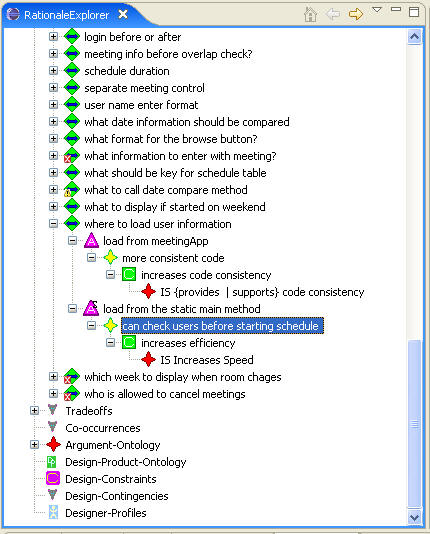 RationaleExplorer
login before or after
meeting info before overlap check?
schedule duration
separate meeting control
user name enter format
what date information should be compared
what format for the browse button?
what information to enter with meeting?
what should be key for schedule table
what to call date compare method
what to display if started on weekend
where to load user information
load from meetingApp
more consistent code
increases code consistency
IS {provides | supports} code consistency
load from the static main method
can check users before starting schedule
increases efficiency
IS Increases Speed
which week to display when room chages
who is allowed to cancel meetings
Tradeoffs
Co-occurrences
Argument-Ontology
Design-Product-Ontology
Design-Constraints
Design-Contingencies
Designer-Profiles